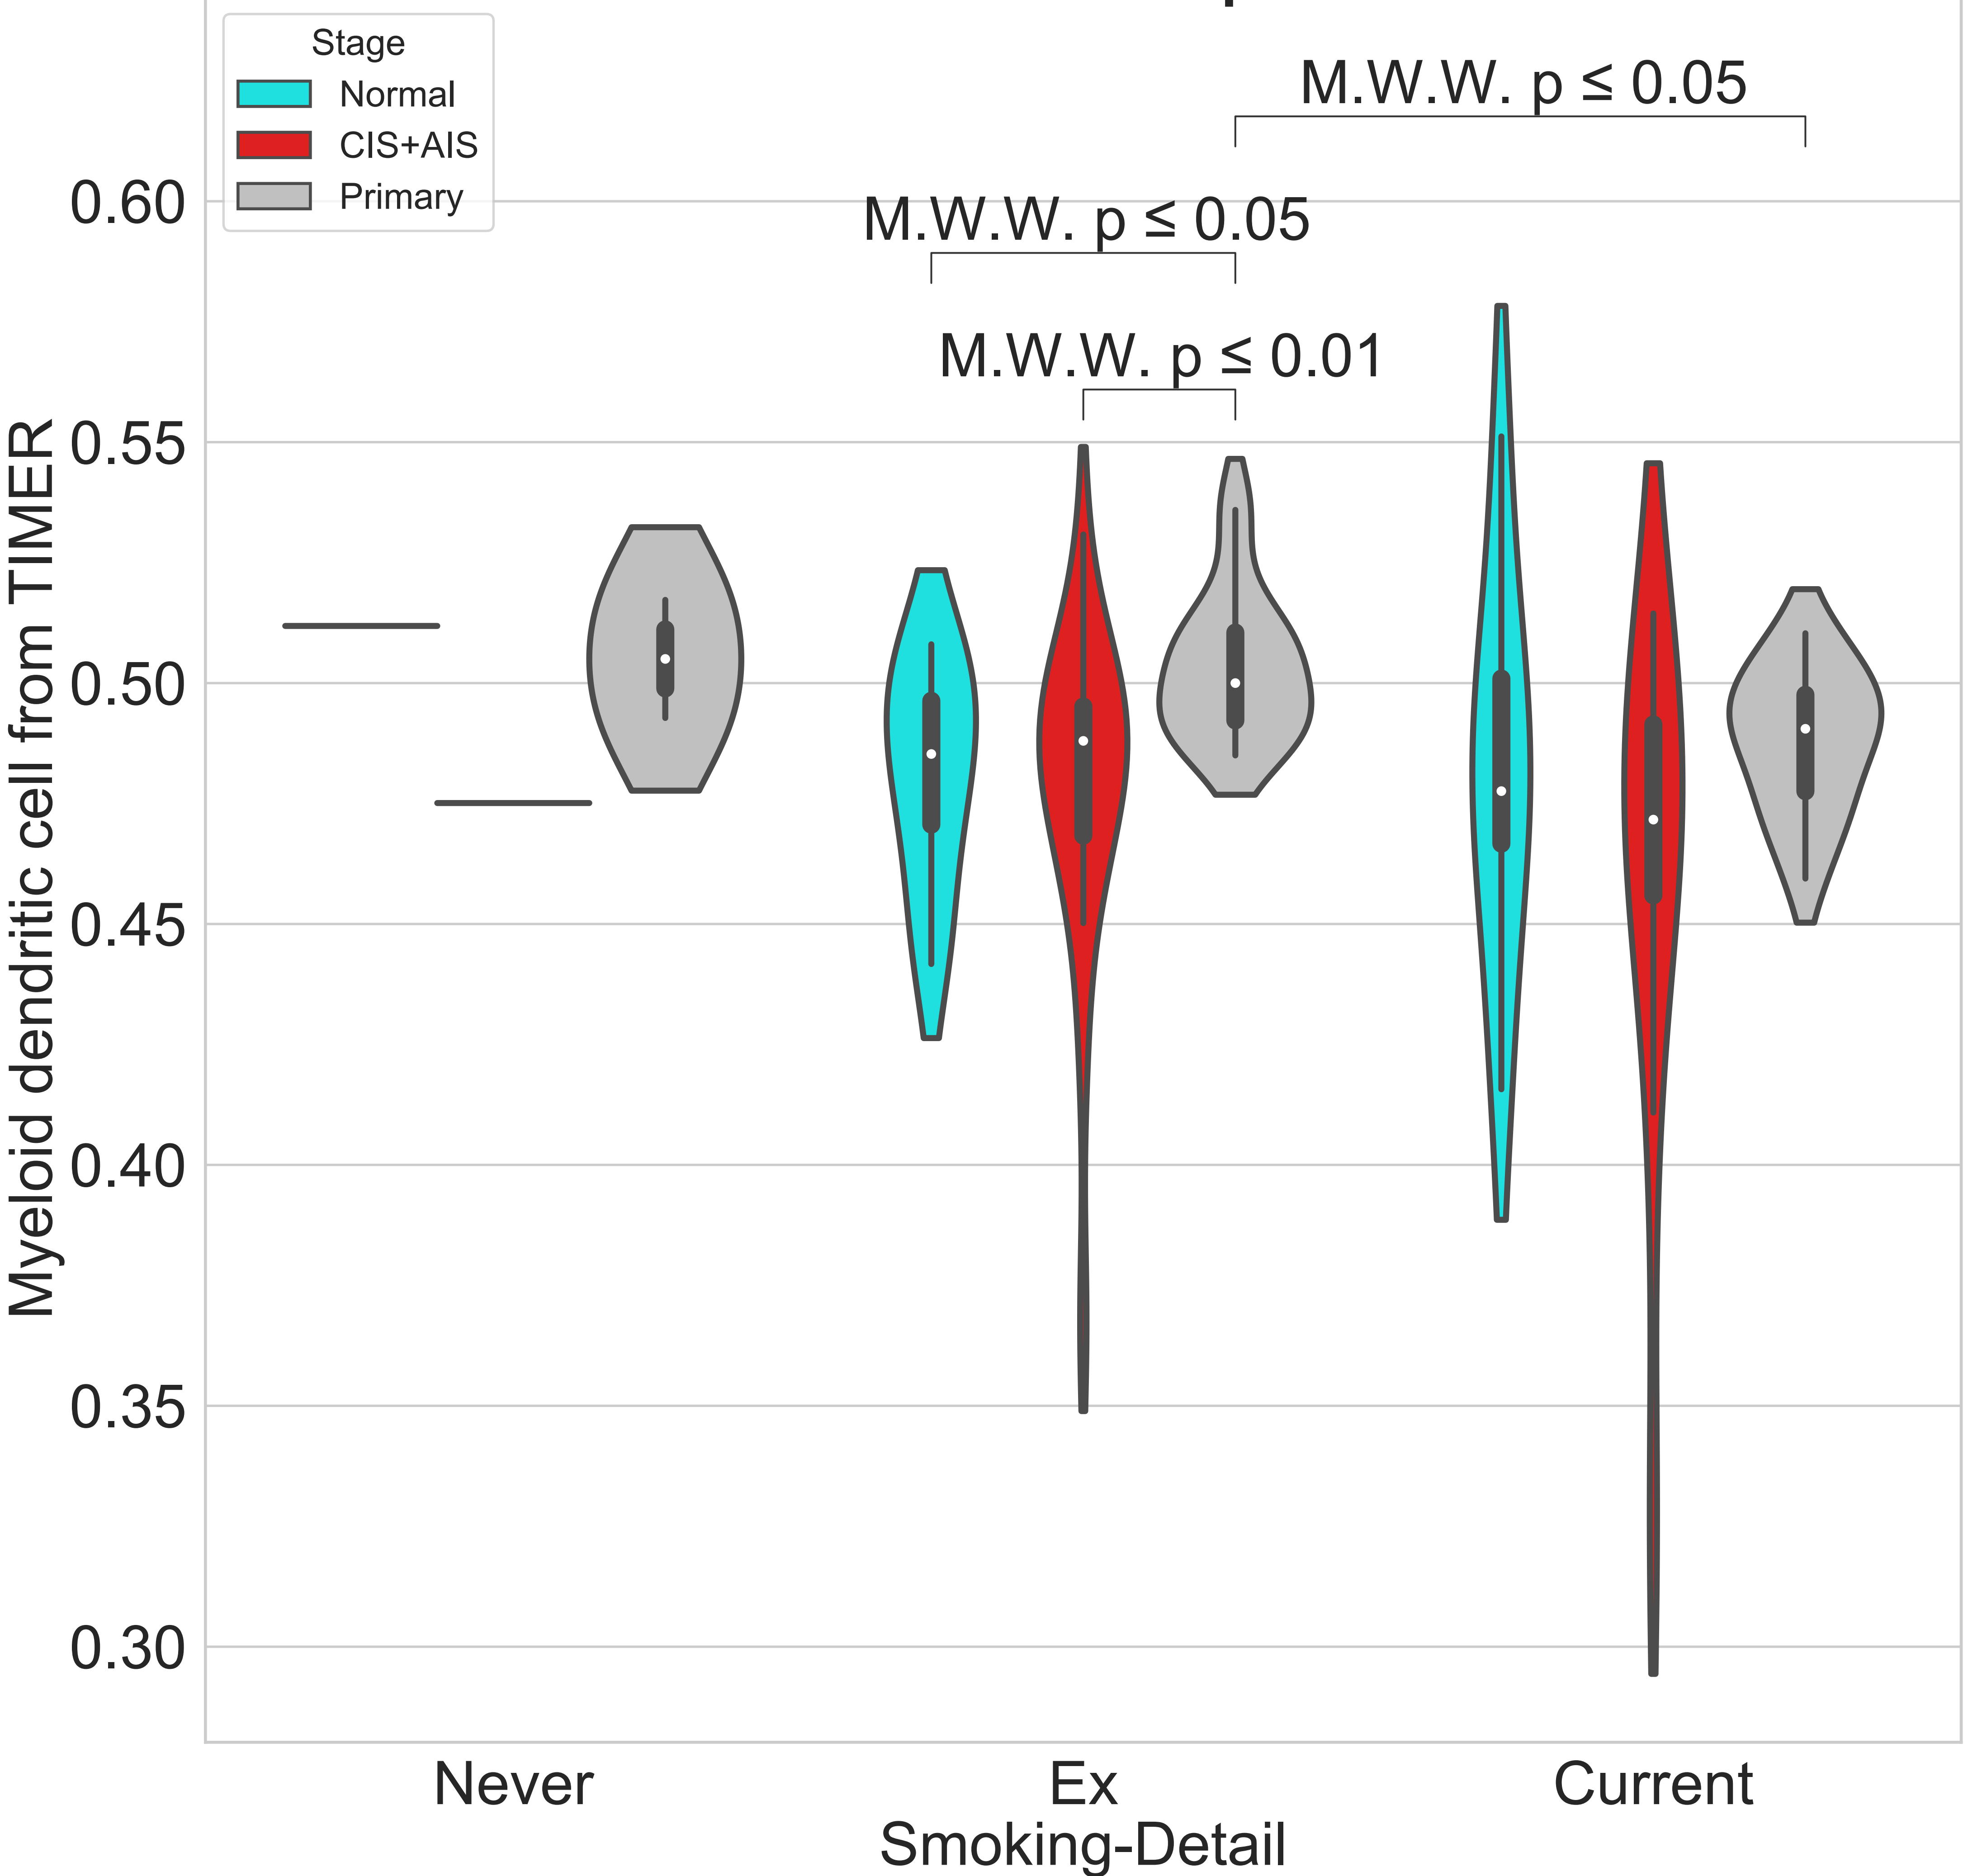 Stage
Normal
CIS+AIS
Primary
M.W.W. p ≤ 0.05
M.W.W. p ≤ 0.05
M.W.W. p ≤ 0.01
Myeloid dendritic cell from TIMER
0.60
0.55
0.50
0.45
0.40
0.35
0.30
Never
Ex
Current
Smoking-Detail